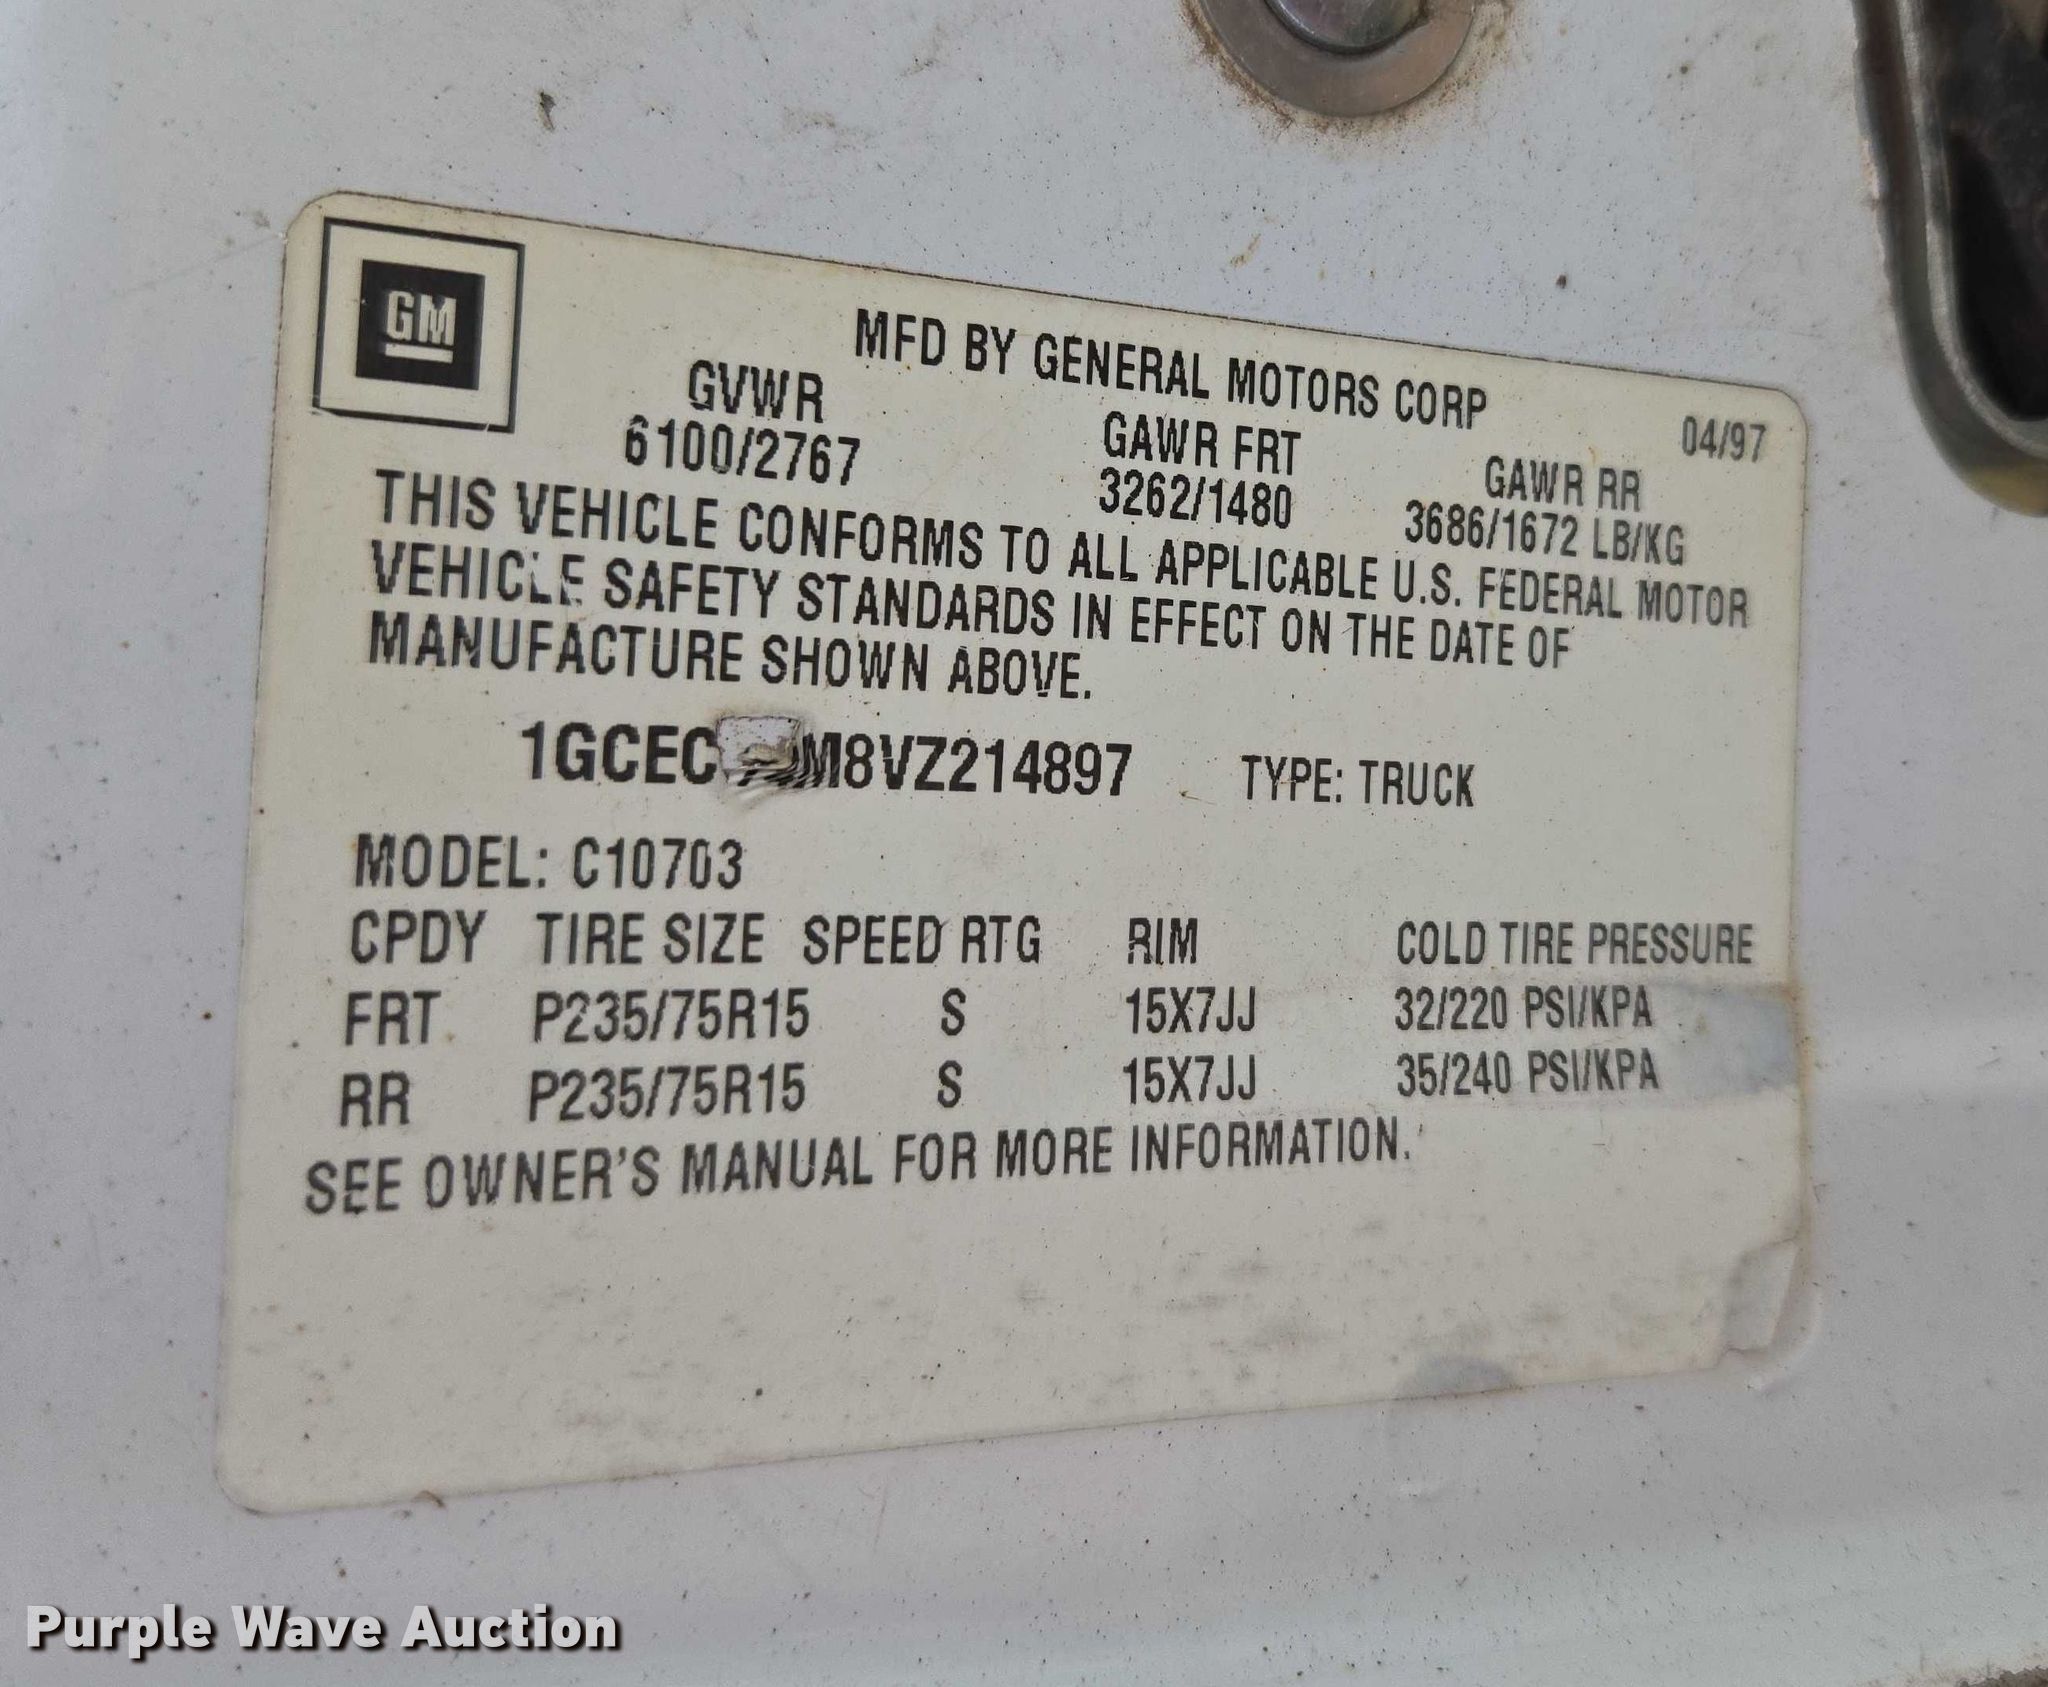 GM
MFD BY GENERAL MOTORS CORP 04/97
GVWR GAWR FRT GAWR RR
6100/2767 3262/1480 3686/1672 LB/KG
THIS VEHICLE CONFORMS TO ALL APPLICABLE U.S. FEDERAL MOTOR
VEHICLE SAFETY STANDARDS IN EFFECT ON THE DATE OF
MANUFACTURE SHOWN ABOVE.
TYPE: TRUCK
MODEL: C10703
CPDY TIRE SIZE SPEED RTG RIM COLD TIRE PRESSURE
FRT P235/75R15 S 15X7JJ 32/220 PSI/KPA
RR P235/75R15 S 15X7JJ 35/240 PSI/KPA
SEE OWNER'S MANUAL FOR MORE INFORMATION.
Purple Wave Auction